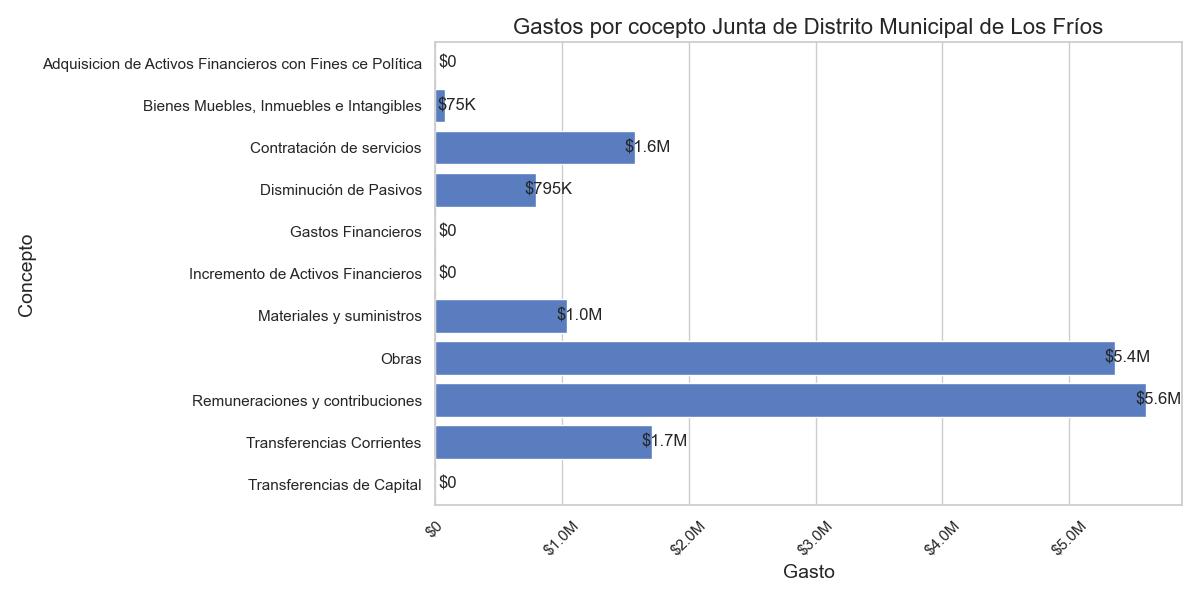 Gastos por cocepto Junta de Distrito Municipal de Los Fríos
Concepto
Adquisicion de Activos Financieros con Fines ce Política $0
Bienes Muebles, Inmuebles e Intangibles $75K
Contratación de servicios $1.6M
Disminución de Pasivos $795K
Gastos Financieros $0
Incremento de Activos Financieros $0
Materiales y suministros $1.0M
Obras $5.4M
Remuneraciones y contribuciones $5.6M
Transferencias Corrientes $1.7M
Transferencias de Capital $0
$0 $1.0M $2.0M $3.0M $4.0M $5.0M
Gasto